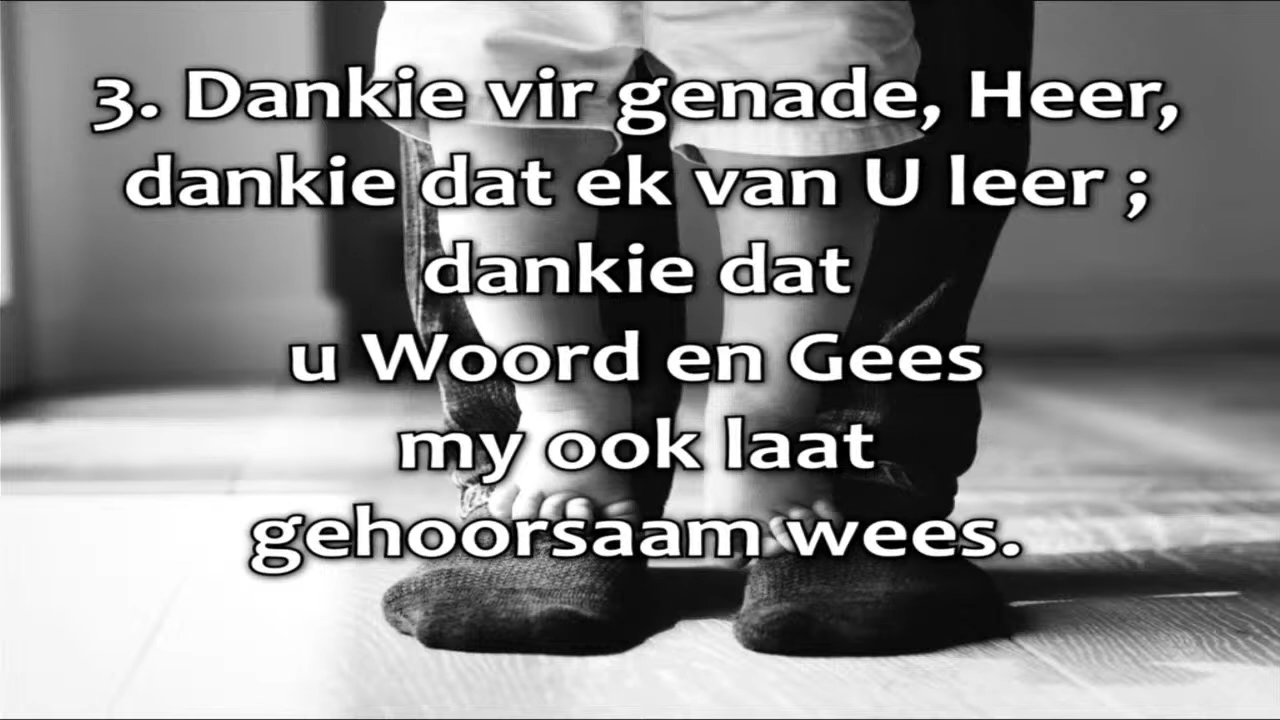 3. Dankie vir genade, Heer,
dankie dat ek van U leer ;
dankie dat
u Woord en Gees
my ook laat
gehoorsaam wees.